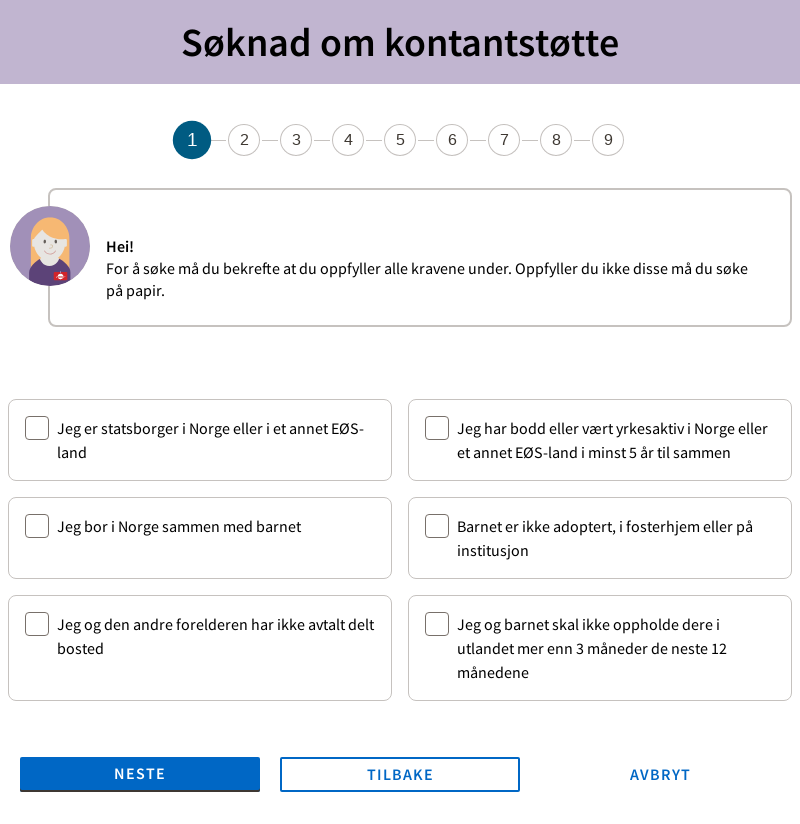 Søknad om kontantstøtte
1 2 3 4 5 6 7 8 9
Hei!
For å søke må du bekrefte at du oppfyller alle kravene under. Oppfyller du ikke disse må du søke
på papir.
Jeg er statsborger i Norge eller i et annet EØS-
land
Jeg har bodd eller vært yrkesaktiv i Norge eller
et annet EØS-land i minst 5 år til sammen
Jeg bor i Norge sammen med barnet
Barnet er ikke adoptert, i fosterhjem eller på
institusjon
Jeg og den andre forelderen har ikke avtalt delt
bosted
Jeg og barnet skal ikke oppholde dere i
utlandet mer enn 3 måneder de neste 12
månedene
NESTE
TILBAKE
AVBRYT